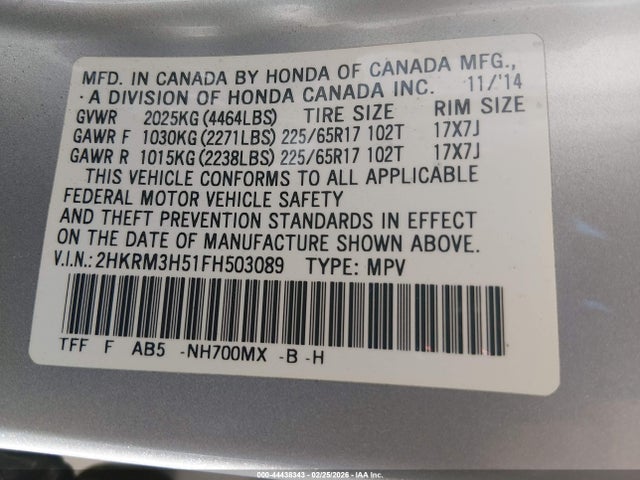 MFD. IN CANADA BY HONDA OF CANADA MFG.,
A DIVISION OF HONDA CANADA INC. 11/'14
GVWR 2025KG(4464LBS) TIRE SIZE RIM SIZE
GAWR F 1030KG(2271LBS) 225/65R17 102T 17X7J
GAWR R 1015KG(2238LBS) 225/65R17 102T 17X7J
THIS VEHICLE CONFORMS TO ALL APPLICABLE
FEDERAL MOTOR VEHICLE SAFETY
AND THEFT PREVENTION STANDARDS IN EFFECT
ON THE DATE OF MANUFACTURE SHOWN ABOVE.
V.I.N.: 2HKRM3H51FH503089 TYPE: MPV
TFF F AB5 -NH700MX -B -H
000-44438343 | 02/25/2026 - IAA Inc.